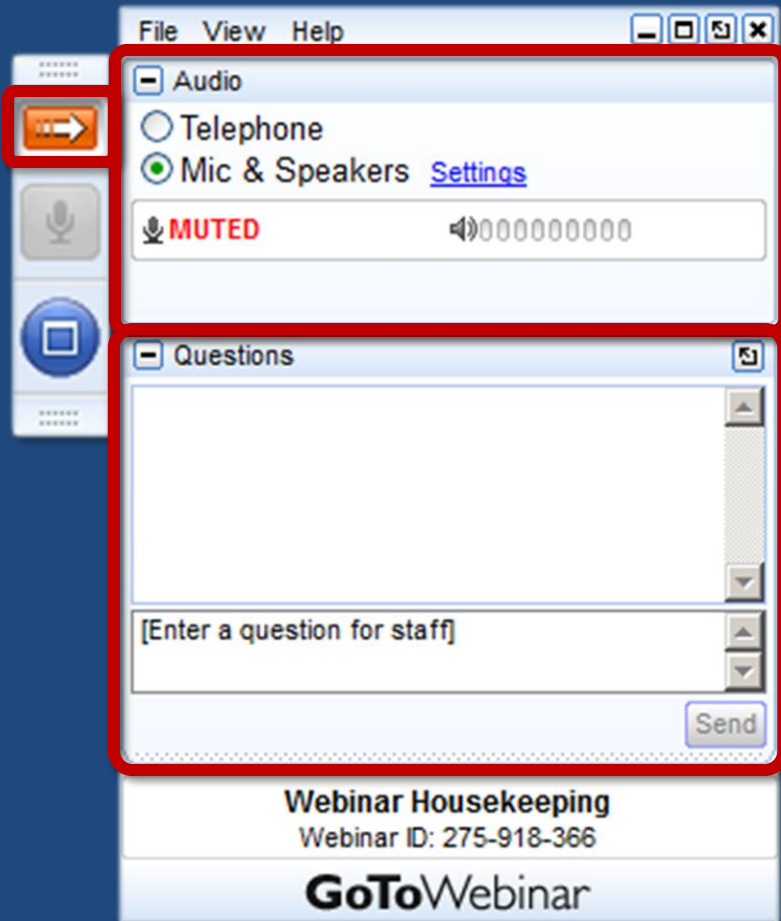 File View Help
Audio
Telephone
Mic & Speakers Settings
MUTED
Questions
[Enter a question for staff]
Send
Webinar Housekeeping
Webinar ID: 275-918-366
GoToWebinar